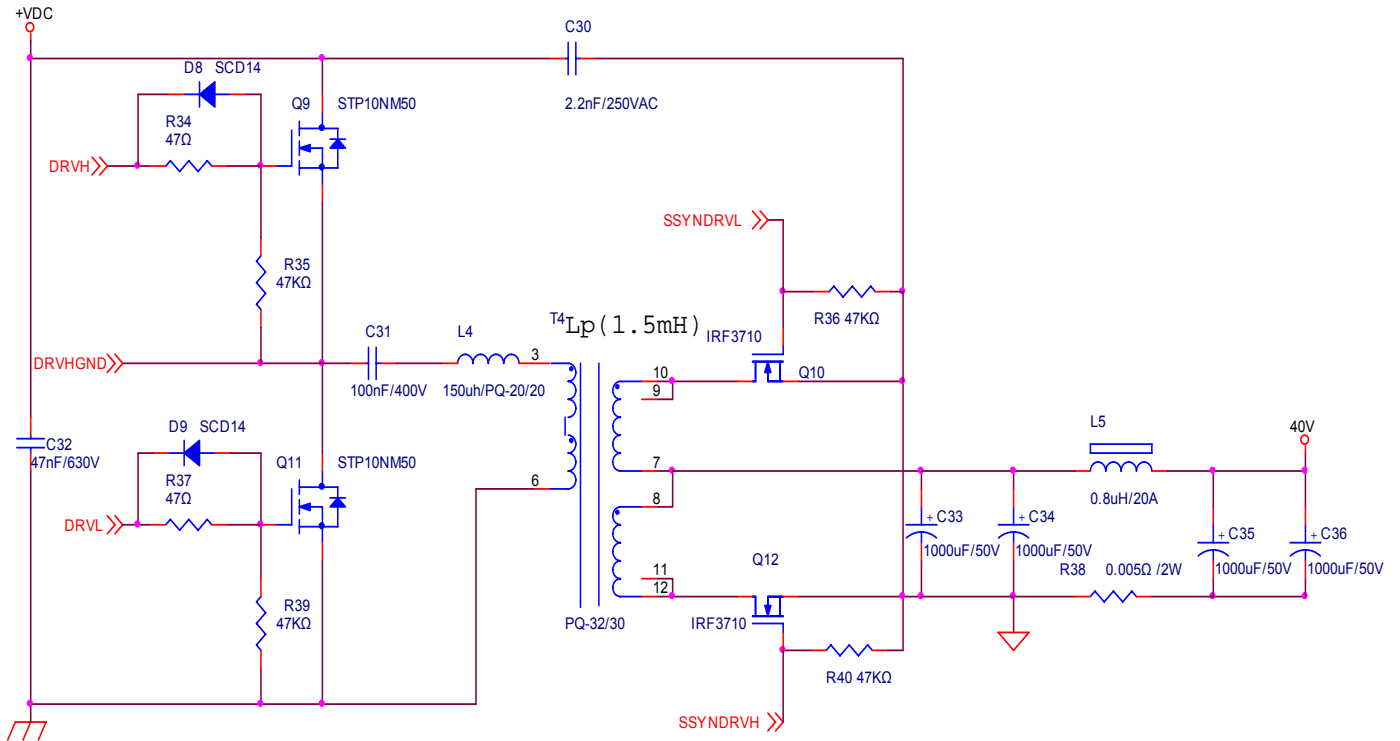 +VDC
C30
2.2nF/250VAC
D8 SCD14
R34
47Ω
Q9
STP10NM50
DRVH
R35
47KΩ
SSYNDRVL
R36 47KΩ
IRF3710
Q10
DRVHGND
C31
100nF/400V
L4
150uh/PQ-20/20
T4
Lp(1.5mH)
3
6
10
9
7
8
11
12
PQ-32/30
C32
47nF/630V
D9 SCD14
R37
47Ω
Q11
STP10NM50
DRVL
R39
47KΩ
Q12
IRF3710
R40 47KΩ
SSYNDRVH
L5
0.8uH/20A
40V
+ C33
1000uF/50V
+ C34
1000uF/50V
R38 0.005Ω /2W
+ C35
1000uF/50V
+ C36
1000uF/50V